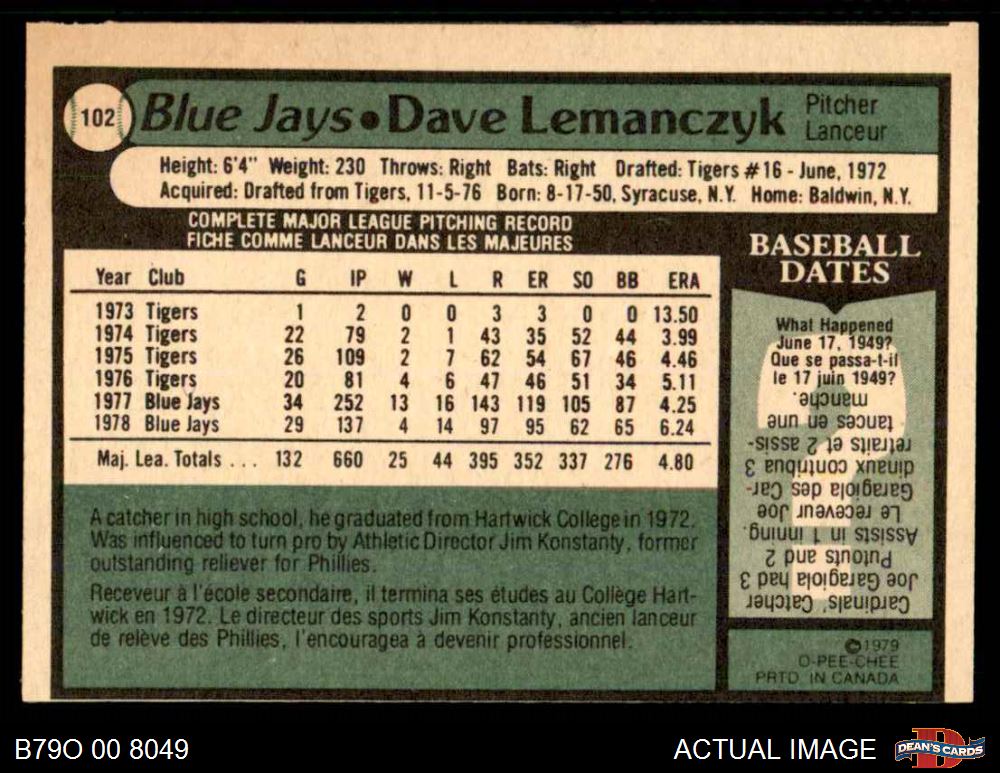 102
Blue Jays • Dave Lemanczyk
Pitcher
Lanceur
Height: 6'4" Weight: 230 Throws: Right Bats: Right Drafted: Tigers #16 - June, 1972
Acquired: Drafted from Tigers, 11-5-76 Born: 8-17-50, Syracuse, N.Y. Home: Baldwin, N.Y.
COMPLETE MAJOR LEAGUE PITCHING RECORD
FICHE COMME LANCEUR DANS LES MAJEURES
Year Club G IP W L R ER SO BB ERA
1973 Tigers 1 2 0 0 3 3 0 0 13.50
1974 Tigers 22 79 2 1 43 35 52 44 3.99
1975 Tigers 26 109 2 7 62 54 67 46 4.46
1976 Tigers 20 81 4 6 47 46 51 34 5.11
1977 Blue Jays 34 252 13 16 143 119 105 87 4.25
1978 Blue Jays 29 137 4 14 97 95 62 65 6.24
Maj. Lea. Totals ... 132 660 25 44 395 352 337 276 4.80
A catcher in high school, he graduated from Hartwick College in 1972.
Was influenced to turn pro by Athletic Director Jim Konstanty, former
outstanding reliever for Phillies.
Receveur à l'école secondaire, il termina ses études au Collège Hart-
wick en 1972. Le directeur des sports Jim Konstanty, ancien lanceur
de relève des Phillies, l'encouragea à devenir professionnel.
BASEBALL
DATES
What Happened
June 17, 1949?
Que se passa-t-il
le 17 juin 1949?
Cardinals' Catcher
Joe Garagiola had 3
Putouts and 2
Assists in 1 inning.
Le receveur Joe
Garagiola des Car-
dinaux contribua 3
retraits et 2 assis-
tances en une
manche.
©1979
O-PEE-CHEE
PRTD. IN CANADA
B79O 00 8049
ACTUAL IMAGE
D
DEAN'S CARDS